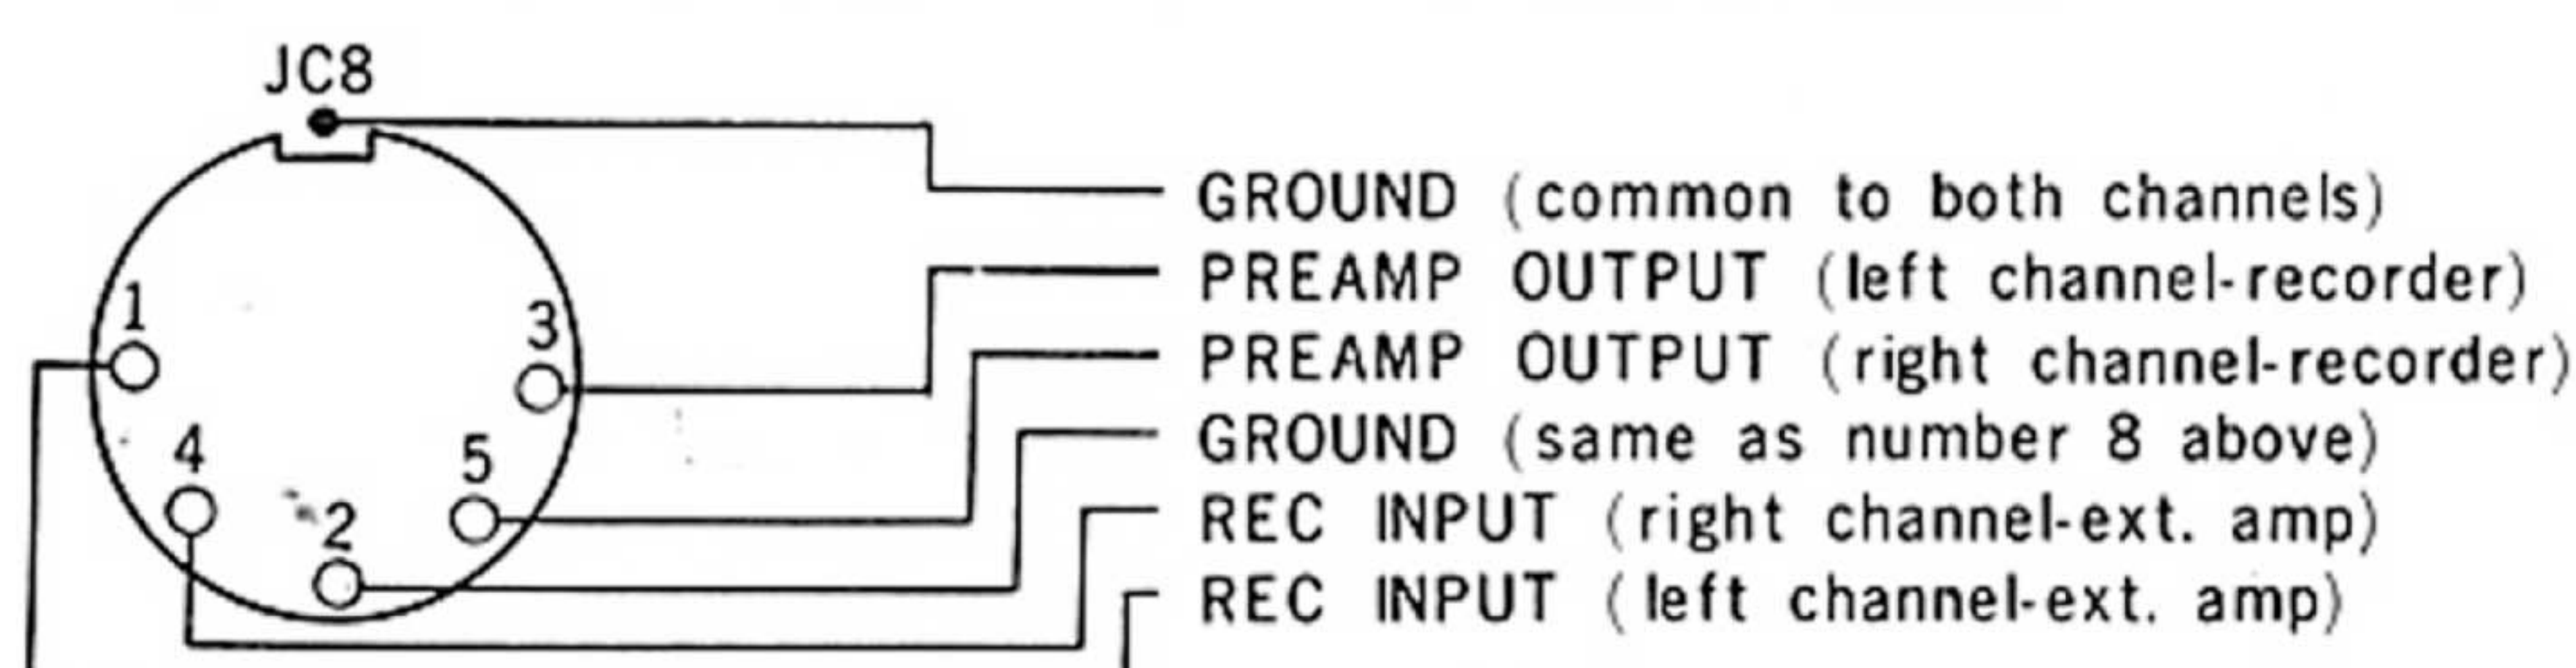 JC8
GROUND (common to both channels)
PREAMP OUTPUT (left channel-recorder)
1
3
PREAMP OUTPUT (right channel-recorder)
4
5
GROUND (same as number 8 above)
2
REC INPUT (right channel-ext. amp)
REC INPUT (left channel-ext. amp)